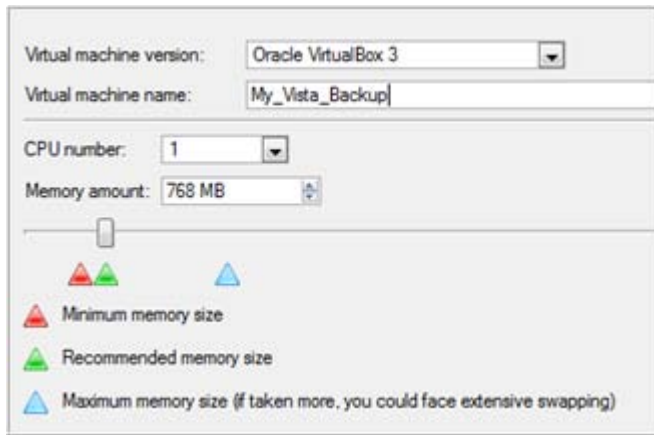 Virtual machine version: Oracle VirtualBox 3
Virtual machine name: My_Vista_Backup
CPU number: 1
Memory amount: 768 MB
Minimum memory size
Recommended memory size
Maximum memory size (if taken more, you could face extensive swapping)